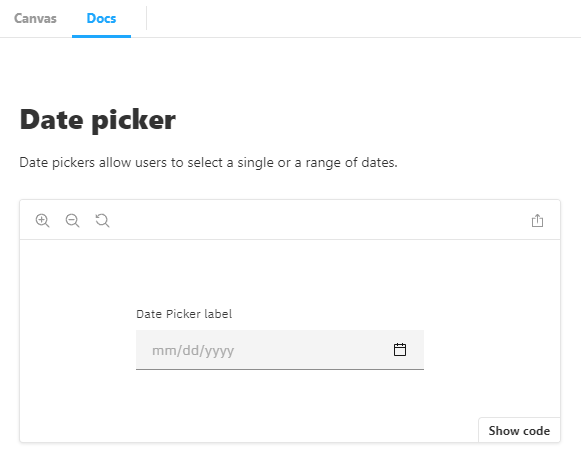 Canvas Docs
Date picker
Date pickers allow users to select a single or a range of dates.
Date Picker label
mm/dd/yyyy
Show code